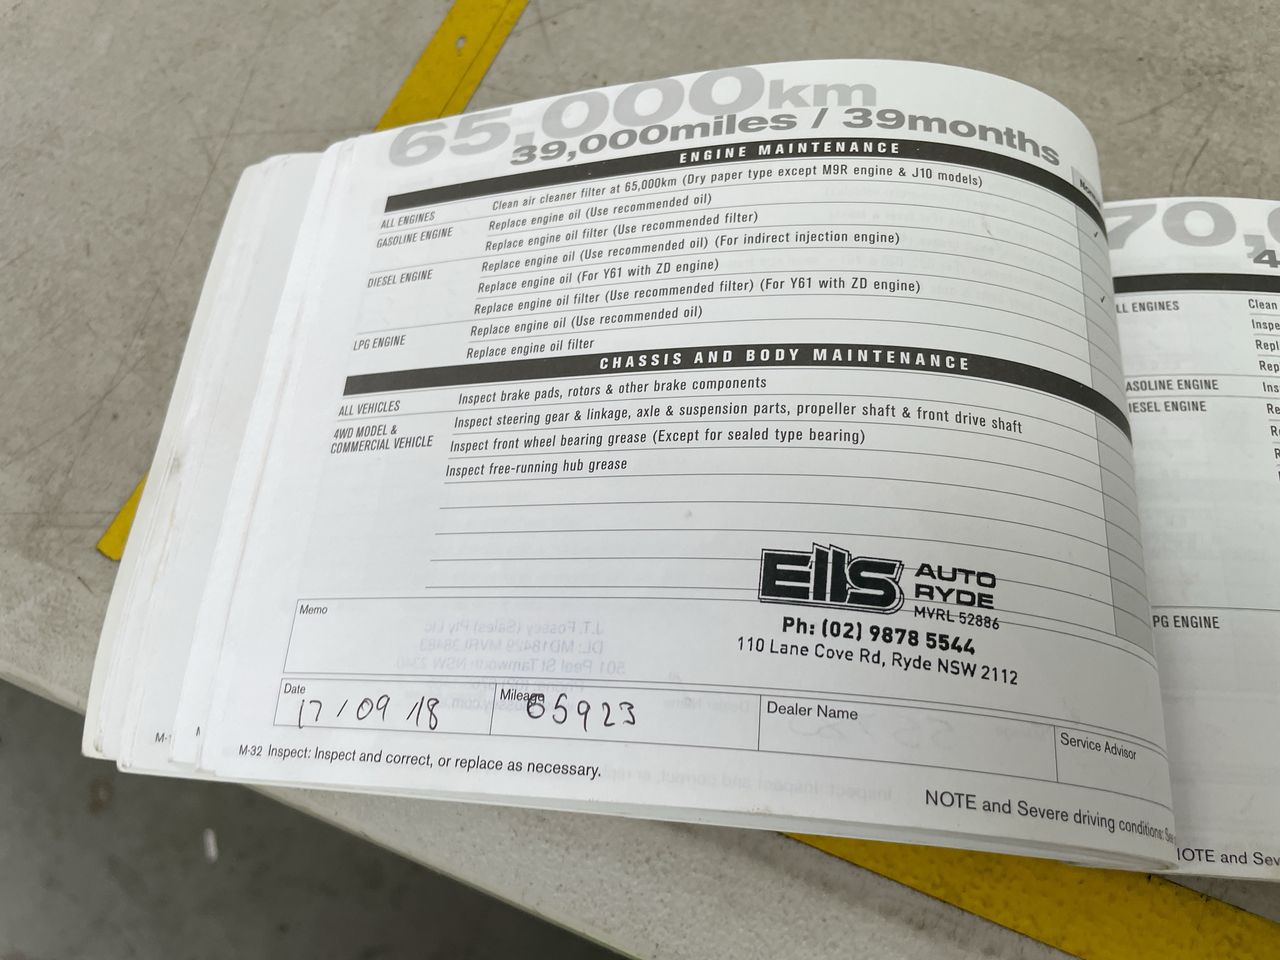 65,000km
39,000miles / 39months
ENGINE MAINTENANCE
ALL ENGINES Clean air cleaner filter at 65,000km (Dry paper type except M9R engine & J10 models)
GASOLINE ENGINE Replace engine oil (Use recommended oil)
Replace engine oil filter (Use recommended filter)
DIESEL ENGINE Replace engine oil (Use recommended oil) (For indirect injection engine)
Replace engine oil (For Y61 with ZD engine)
Replace engine oil filter (Use recommended filter) (For Y61 with ZD engine)
LPG ENGINE Replace engine oil (Use recommended oil)
Replace engine oil filter
CHASSIS AND BODY MAINTENANCE
ALL VEHICLES Inspect brake pads, rotors & other brake components
4WD MODEL & COMMERCIAL VEHICLE Inspect steering gear & linkage, axle & suspension parts, propeller shaft & front drive shaft
Inspect front wheel bearing grease (Except for sealed type bearing)
Inspect free-running hub grease
Ells AUTO
RYDE
MVRL 52886
Ph: (02) 9878 5544
110 Lane Cove Rd, Ryde NSW 2112
Memo
Date 17/09/18
Mileage 65923
Dealer Name
Service Advisor
M-32 Inspect: Inspect and correct, or replace as necessary.
NOTE and Severe driving conditions:
70,
LL ENGINES Clean
ASOLINE ENGINE
IESEL ENGINE
PG ENGINE
NOTE and Sev